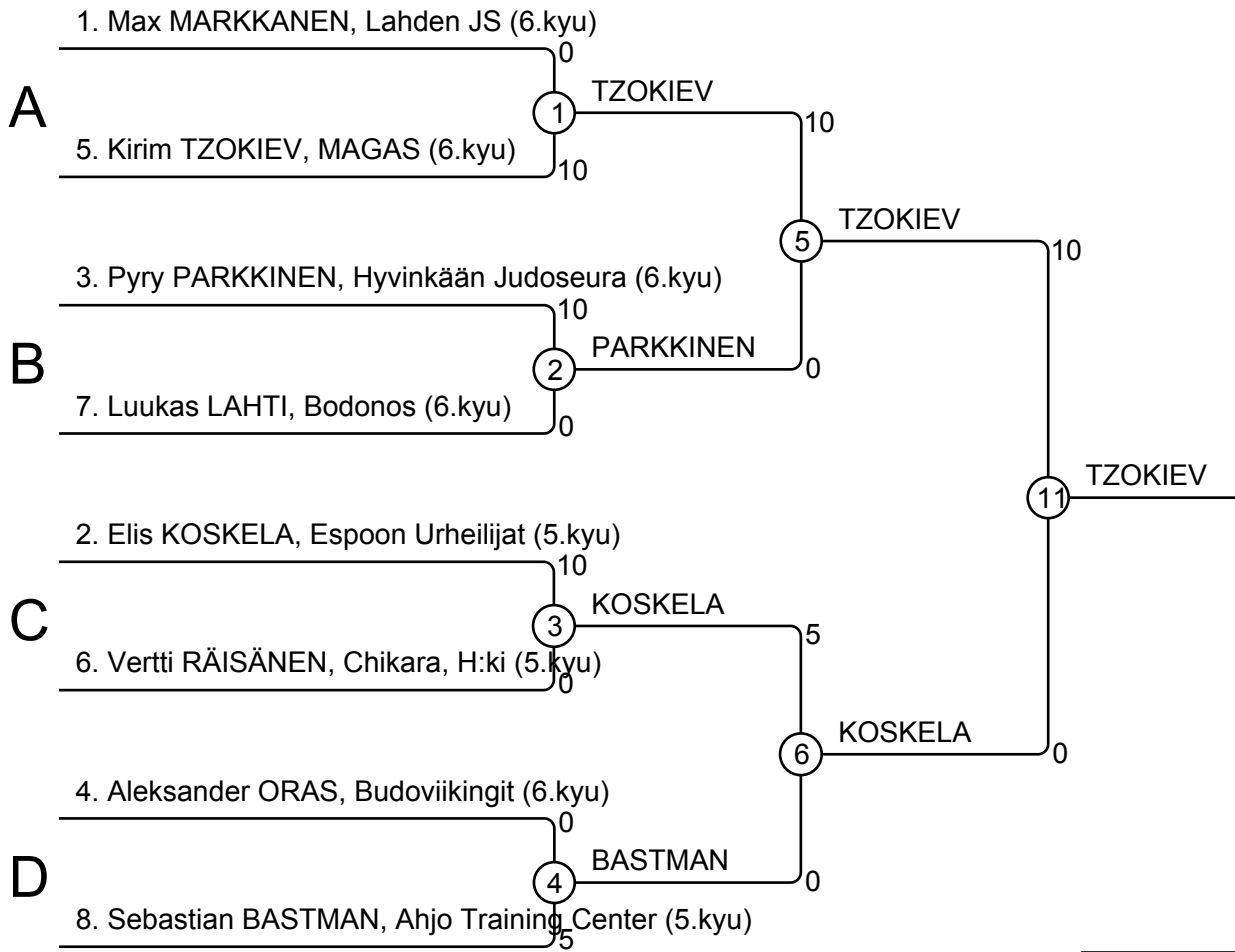 1. Max MARKKANEN, Lahden JS (6.kyu)
0
A
1
TZOKIEV
10
5. Kirim TZOKIEV, MAGAS (6.kyu)
10
5
TZOKIEV
10
3. Pyry PARKKINEN, Hyvinkään Judoseura (6.kyu)
10
B
2
PARKKINEN
0
7. Luukas LAHTI, Bodonos (6.kyu)
0
11
TZOKIEV
2. Elis KOSKELA, Espoon Urheilijat (5.kyu)
10
C
3
KOSKELA
5
6. Vertti RÄISÄNEN, Chikara, H:ki (5.kyu)
0
6
KOSKELA
0
4. Aleksander ORAS, Budoviikingit (6.kyu)
0
D
4
BASTMAN
0
8. Sebastian BASTMAN, Ahjo Training Center (5.kyu)
5